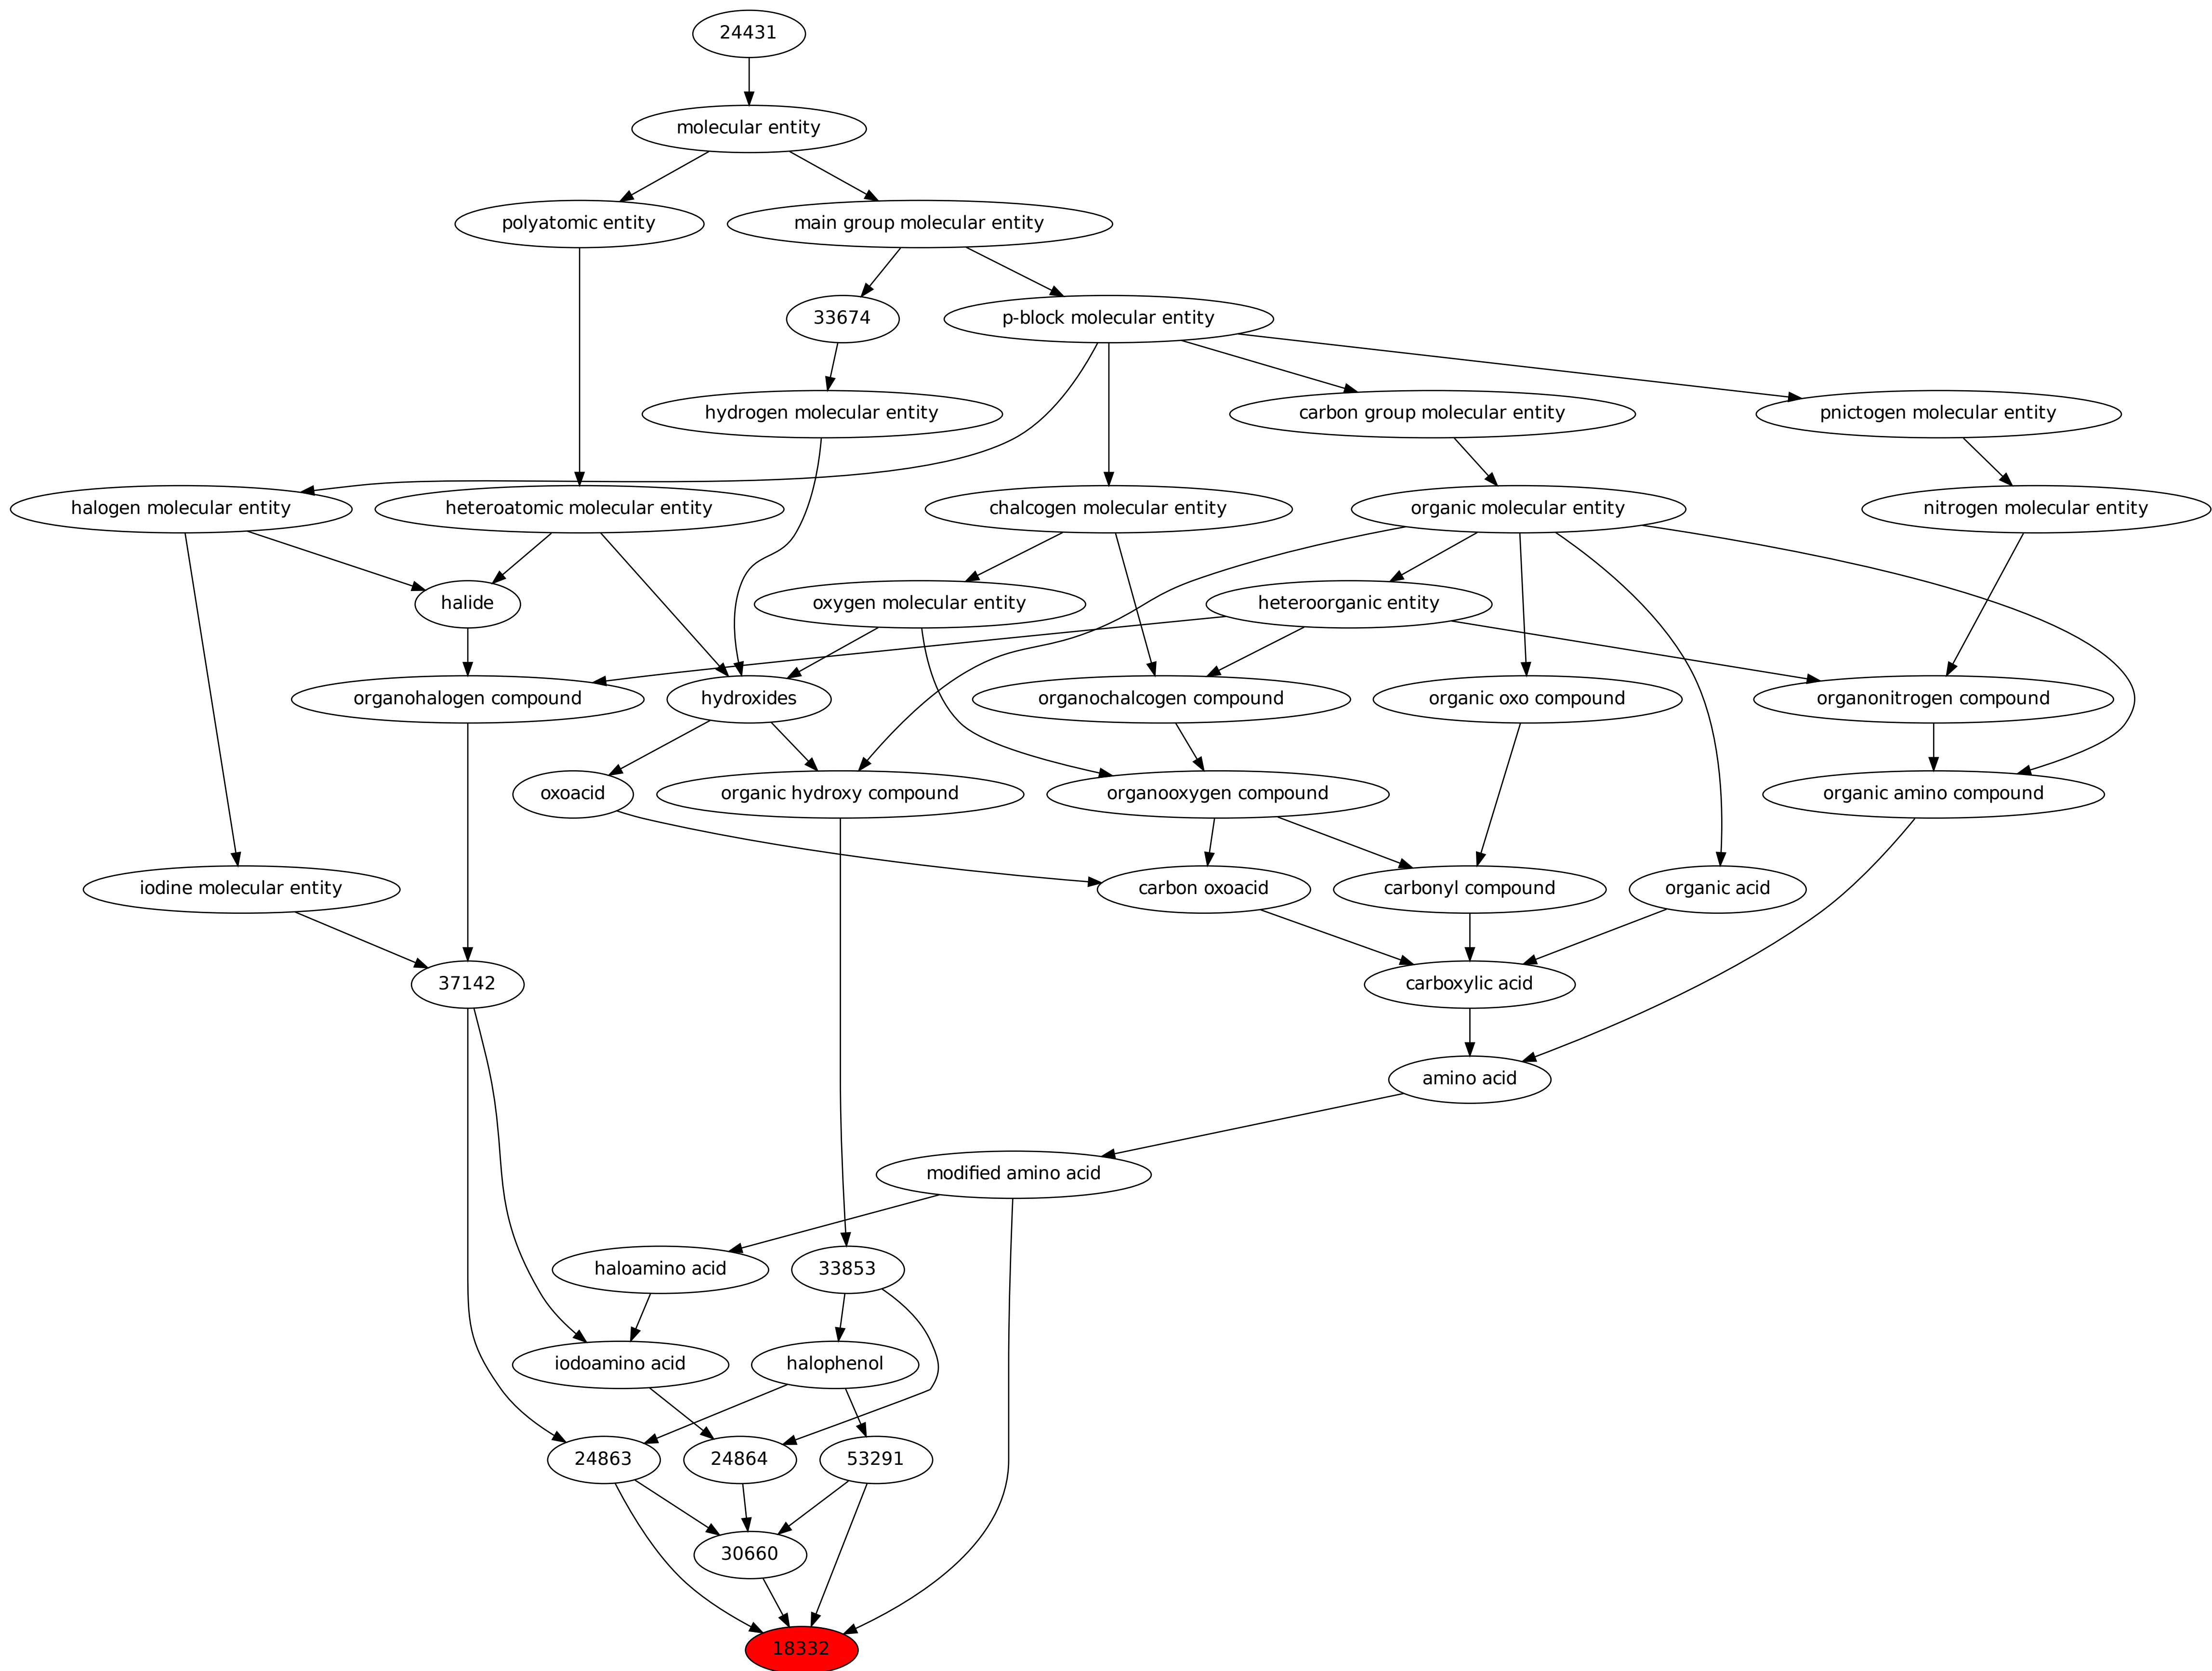 24431
molecular entity
polyatomic entity
main group molecular entity
33674
p-block molecular entity
hydrogen molecular entity
carbon group molecular entity
pnictogen molecular entity
halogen molecular entity
heteroatomic molecular entity
chalcogen molecular entity
organic molecular entity
nitrogen molecular entity
halide
oxygen molecular entity
heteroorganic entity
organohalogen compound
hydroxides
organochalcogen compound
organic oxo compound
organonitrogen compound
oxoacid
organic hydroxy compound
organooxygen compound
organic amino compound
iodine molecular entity
carbon oxoacid
carbonyl compound
organic acid
37142
carboxylic acid
amino acid
modified amino acid
haloamino acid
33853
iodoamino acid
halophenol
24863
24864
53291
30660
18332